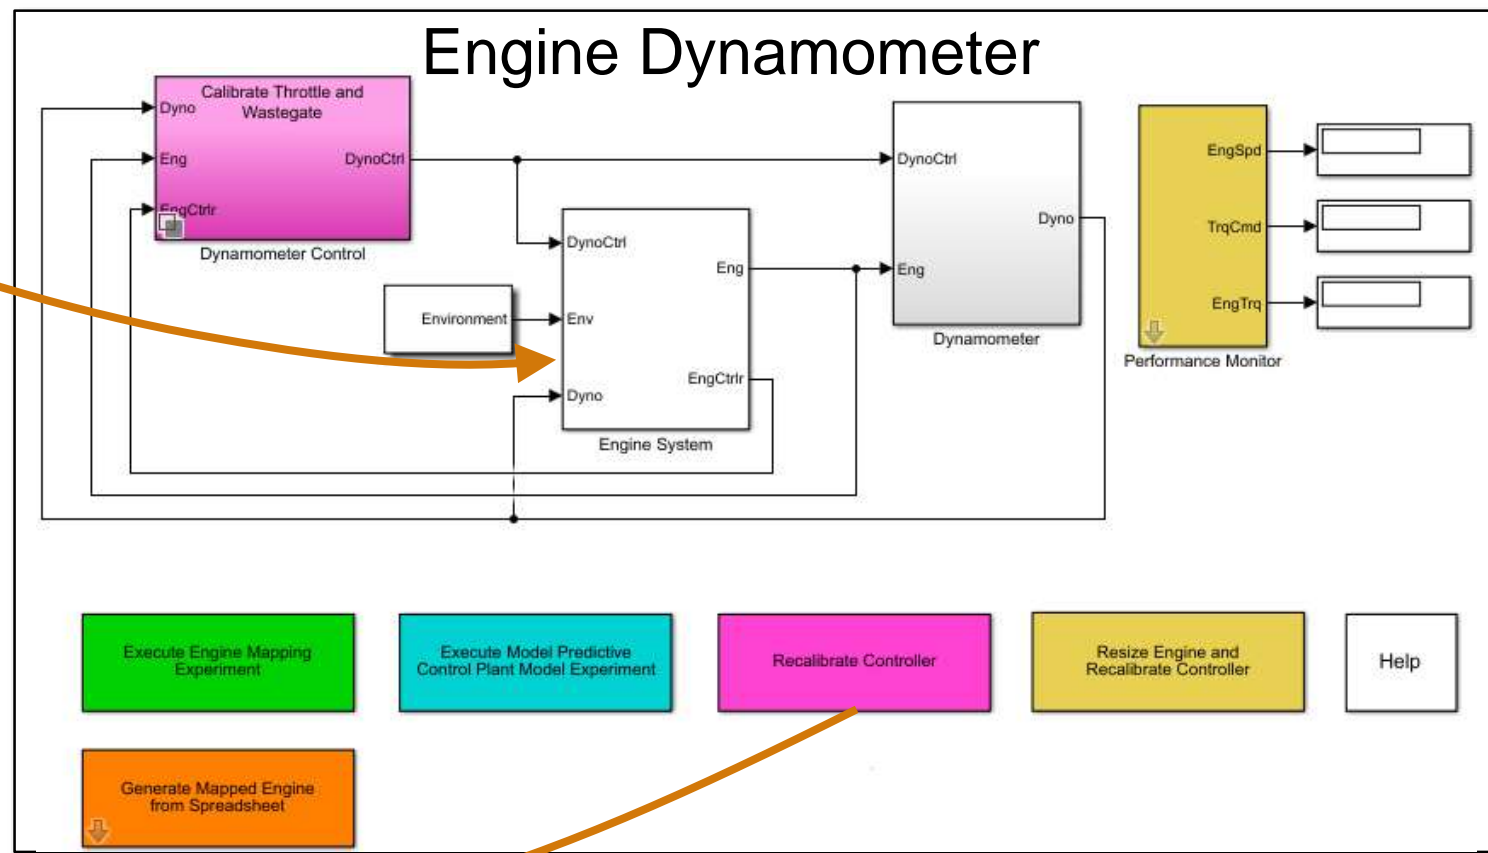 Engine Dynamometer
Calibrate Throttle and
Wastegate
Dyno
Eng
EngCtrlr
DynoCtrl
Dynamometer Control
Environment
DynoCtrl
Env
Dyno
Eng
EngCtrlr
Engine System
DynoCtrl
Eng
Dyno
Dynamometer
EngSpd
TrqCmd
EngTrq
Performance Monitor
Execute Engine Mapping
Experiment
Execute Model Predictive
Control Plant Model Experiment
Recalibrate Controller
Resize Engine and
Recalibrate Controller
Help
Generate Mapped Engine
from Spreadsheet